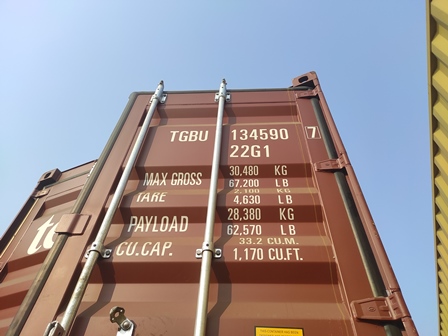 TGBU 134590 7
22G1
MAX GROSS 30,480 KG
67,200 LB
TARE 2,100 KG
4,630 LB
PAYLOAD 28,380 KG
62,570 LB
CU.CAP. 33.2 CU.M.
1,170 CU.FT.